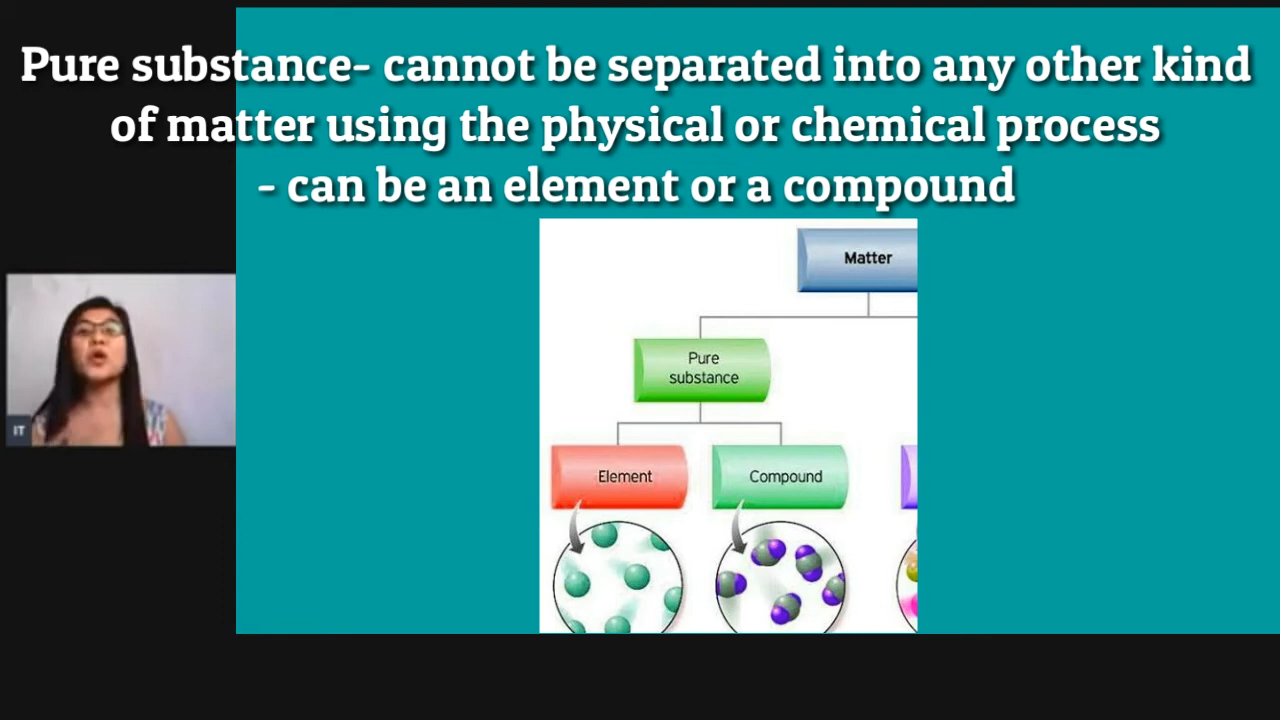 Pure substance- cannot be separated into any other kind
of matter using the physical or chemical process
- can be an element or a compound
Matter
Pure
substance
Element
Compound
IT